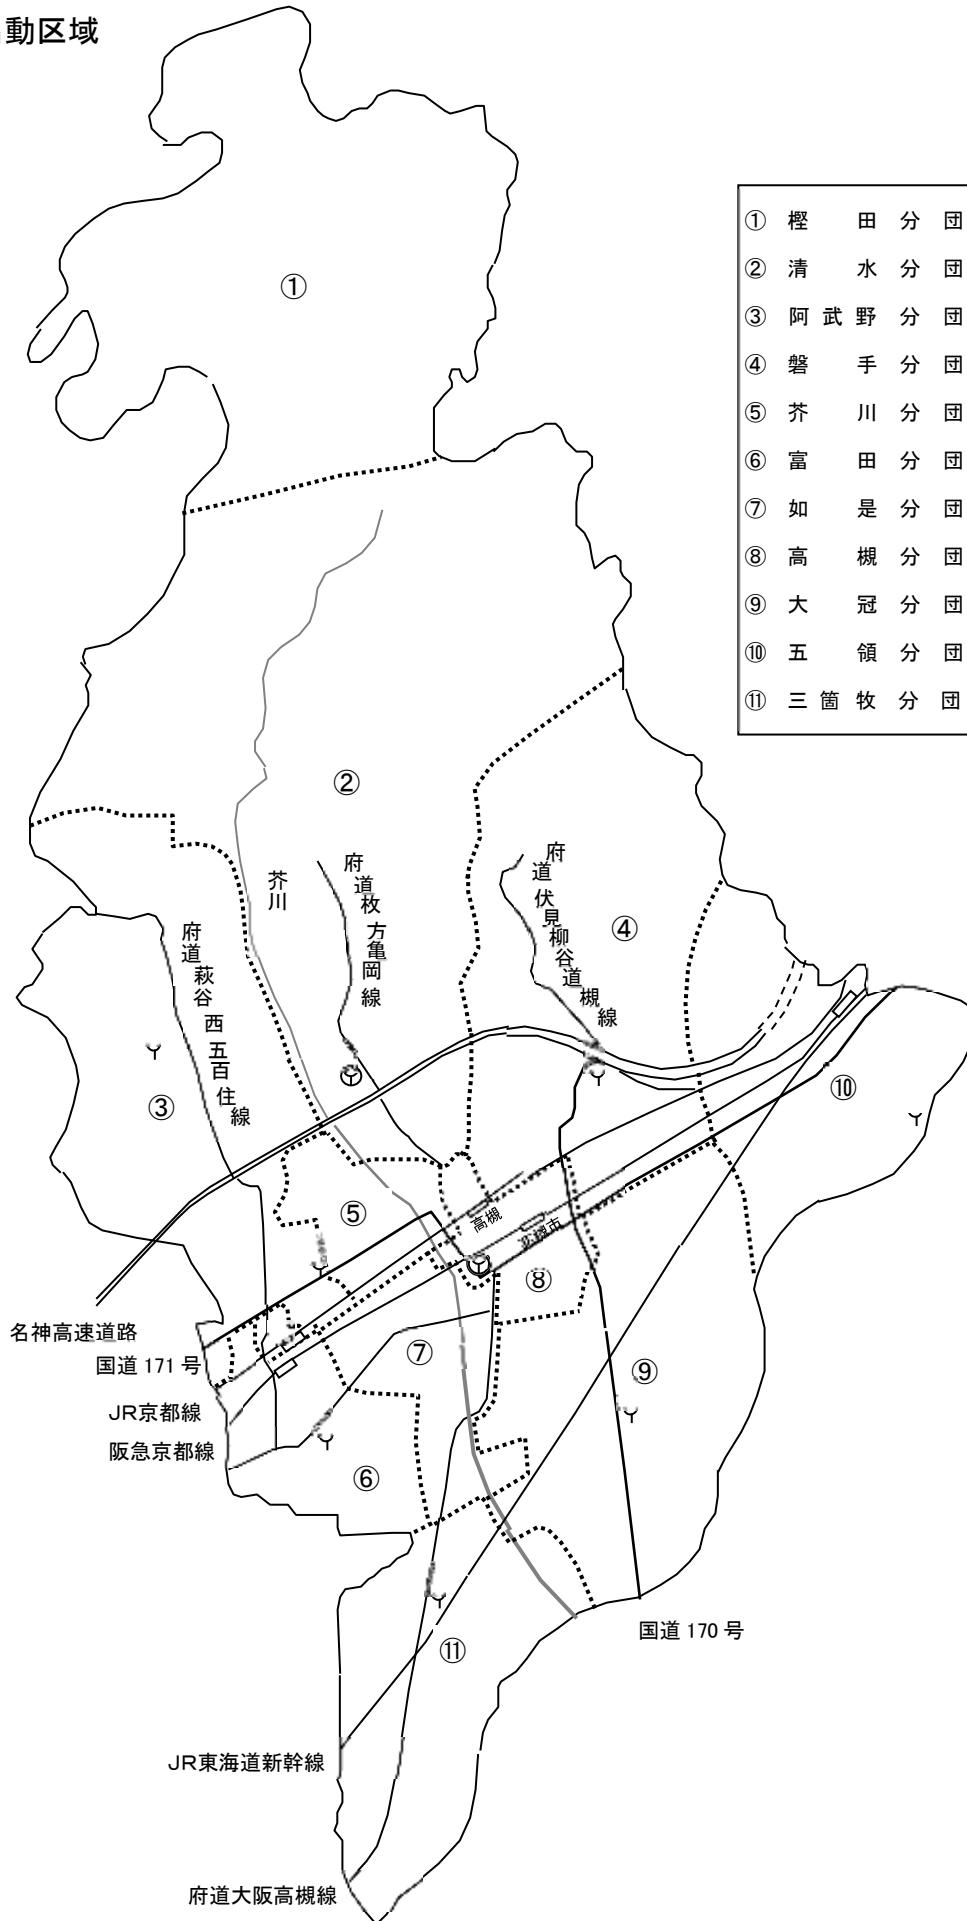 動区域
① 樫田分団
② 清水分団
③ 阿武野分団
④ 磐手分団
⑤ 芥川分団
⑥ 富田分団
⑦ 如是分団
⑧ 高槻分団
⑨ 大冠分団
⑩ 五領分団
⑪ 三箇牧分団
①
②
芥川
府道枚方亀岡線
府道伏見柳谷道槻線
④
府道萩谷西五百住線
③
⑩
⑤
高槻
⑧
⑦
⑨
名神高速道路
国道171号
JR京都線
阪急京都線
⑥
国道170号
⑪
JR東海道新幹線
府道大阪高槻線